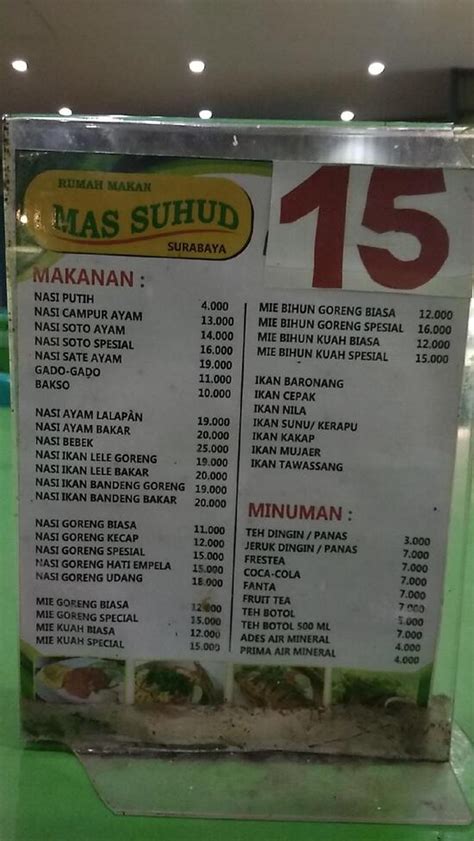 RUMAH MAKAN
MAS SUHUD
SURABAYA
15
MAKANAN :
NASI PUTIH 4.000
NASI CAMPUR AYAM 13.000
NASI SOTO AYAM 14.000
NASI SOTO SPESIAL 16.000
NASI SATE AYAM 19.000
GADO-GADO 11.000
BAKSO 10.000
NASI AYAM LALAPAN 19.000
NASI AYAM BAKAR 20.000
NASI BEBEK 25.000
NASI IKAN LELE GORENG 19.000
NASI IKAN LELE BAKAR 20.000
NASI IKAN BANDENG GORENG 19.000
NASI IKAN BANDENG BAKAR 20.000
NASI GORENG BIASA 11.000
NASI GORENG KECAP 12.000
NASI GORENG SPESIAL 15.000
NASI GORENG HATI EMPELA 15.000
NASI GORENG UDANG 18.000
MIE GORENG BIASA 12.000
MIE GORENG SPECIAL 15.000
MIE KUAH BIASA 12.000
MIE KUAH SPECIAL 15.000
MIE BIHUN GORENG BIASA 12.000
MIE BIHUN GORENG SPESIAL 16.000
MIE BIHUN KUAH BIASA 12.000
MIE BIHUN KUAH SPESIAL 15.000
IKAN BARONANG
IKAN CEPAK
IKAN NILA
IKAN SUNU/ KERAPU
IKAN KAKAP
IKAN MUJAER
IKAN TAWASSANG
MINUMAN :
TEH DINGIN / PANAS 3.000
JERUK DINGIN / PANAS 7.000
FRESTEA 7.000
COCA-COLA 7.000
FANTA 7.000
FRUIT TEA 7.000
TEH BOTOL 5.000
TEH BOTOL 500 ML 7.000
ADES AIR MINERAL 4.000
PRIMA AIR MINERAL 4.000